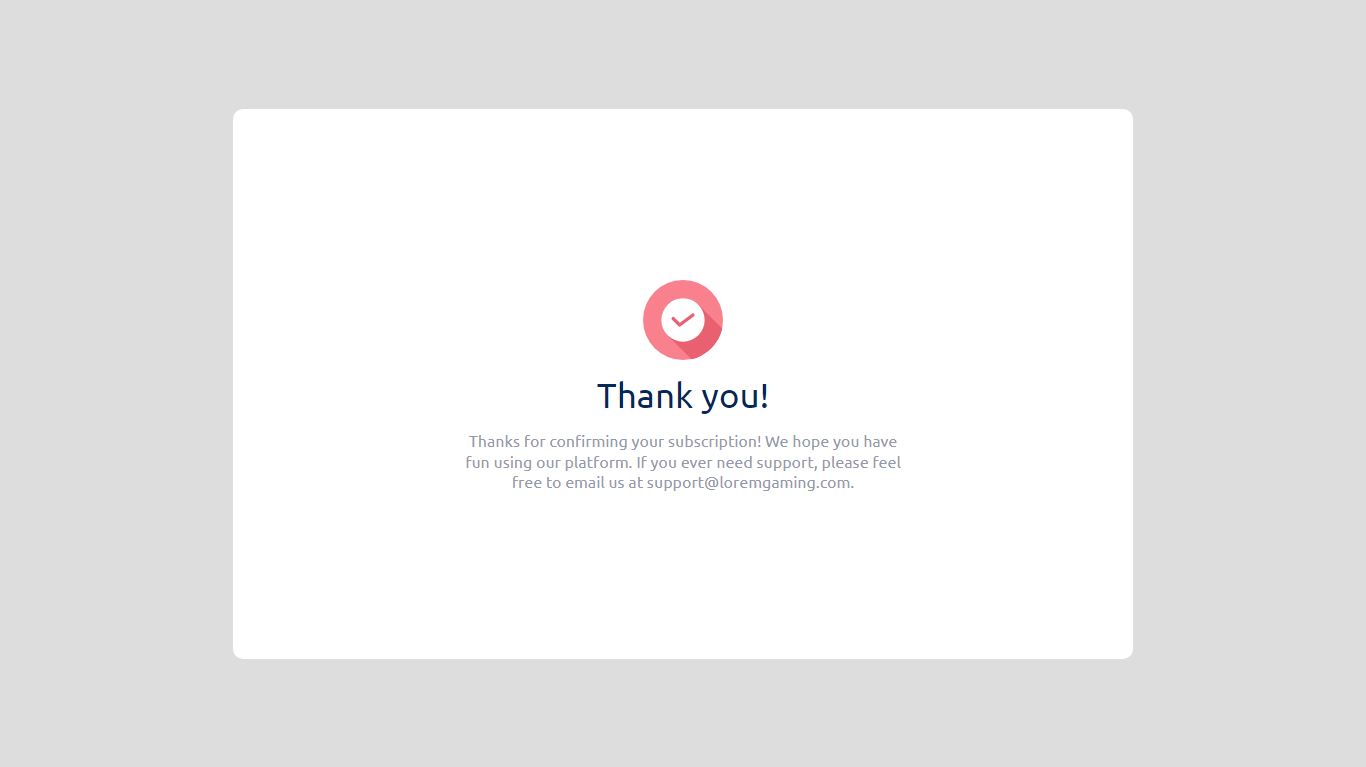 Thank you!
Thanks for confirming your subscription! We hope you have
fun using our platform. If you ever need support, please feel
free to email us at support@loremgaming.com.